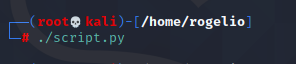 ┌──(root💀kali)-[/home/rogelio]
└─# ./script.py